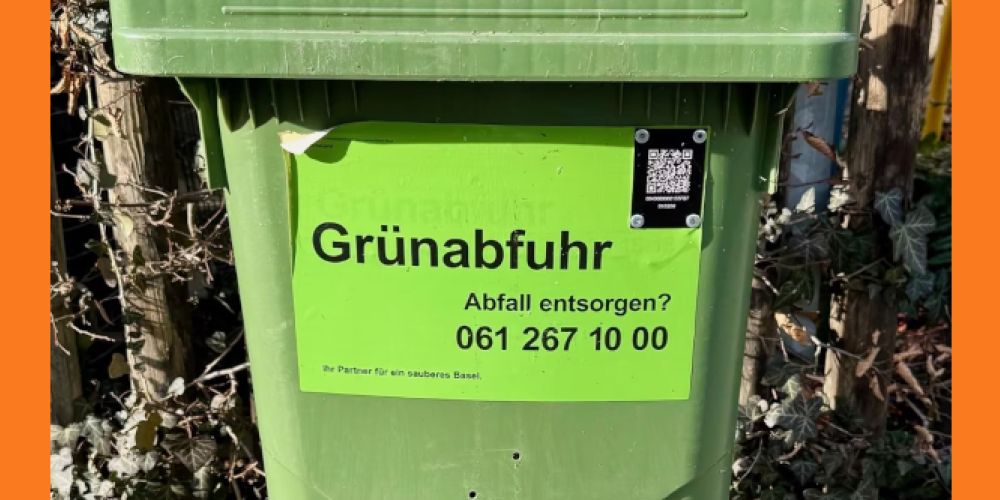 Grünabfuhr
Abfall entsorgen?
061 267 10 00
Ihr Partner für ein sauberes Basel.